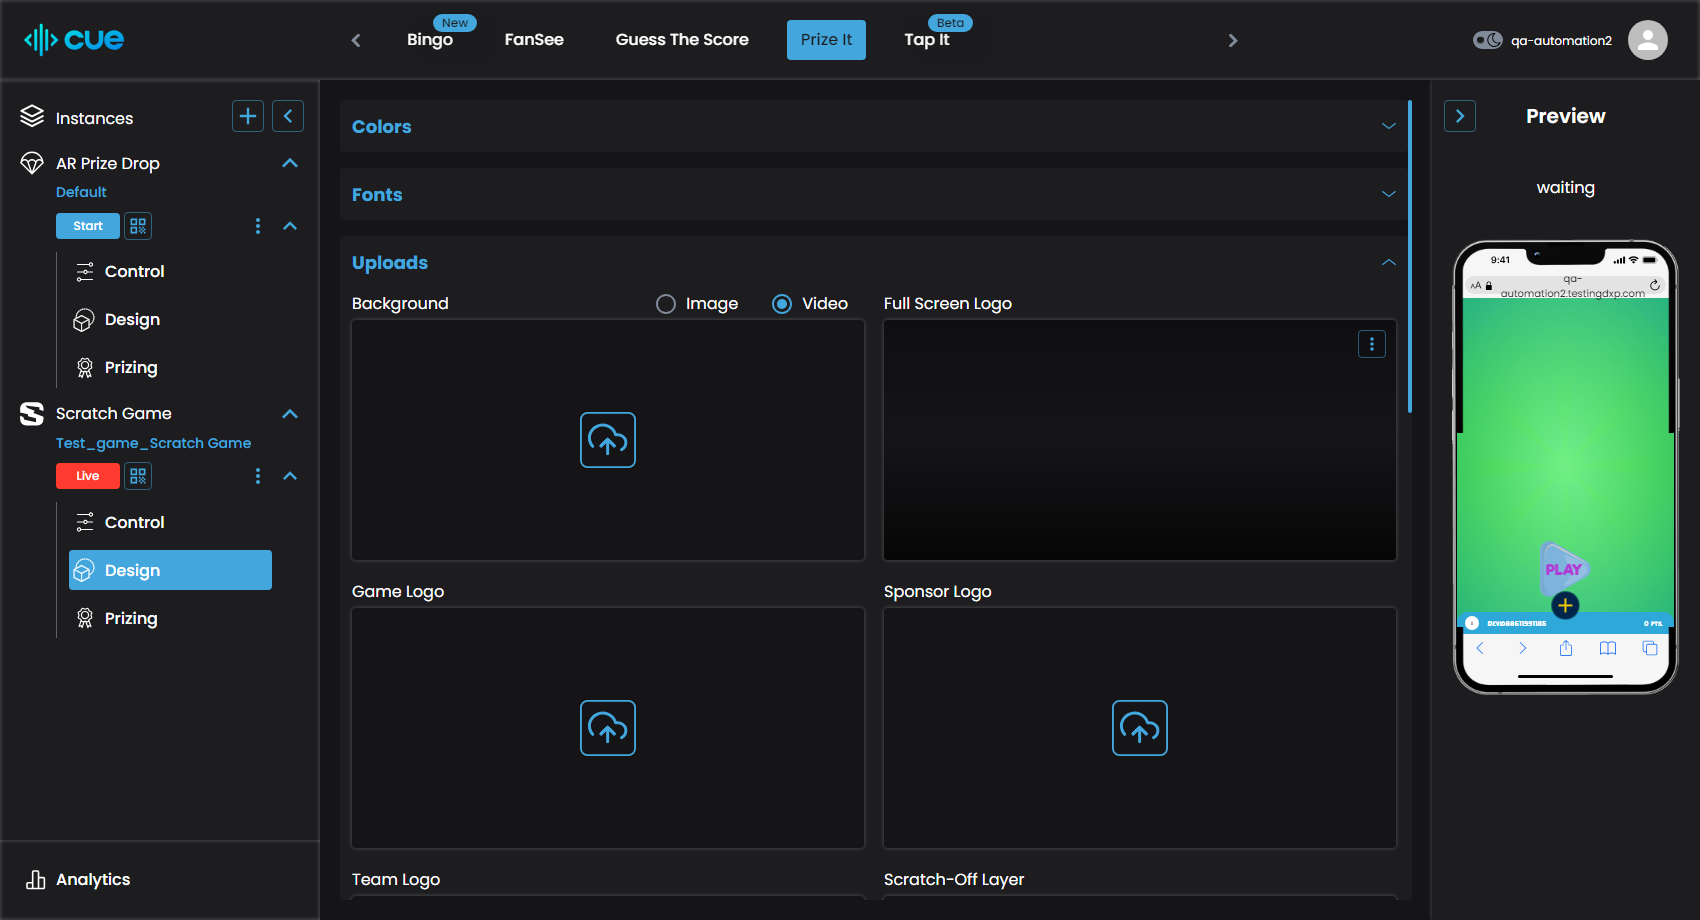 cue
Bingo
New
FanSee
Guess The Score
Prize It
Tap It
Beta
qa-automation2
Instances
AR Prize Drop
Default
Start
Control
Design
Prizing
Scratch Game
Test_game_Scratch Game
Live
Control
Design
Prizing
Analytics
Colors
Fonts
Uploads
Background
Image
Video
Full Screen Logo
Game Logo
Sponsor Logo
Team Logo
Scratch-Off Layer
Preview
waiting
9:41
AA
qa-
automation2.testingdxp.com
PLAY
0 PTS.